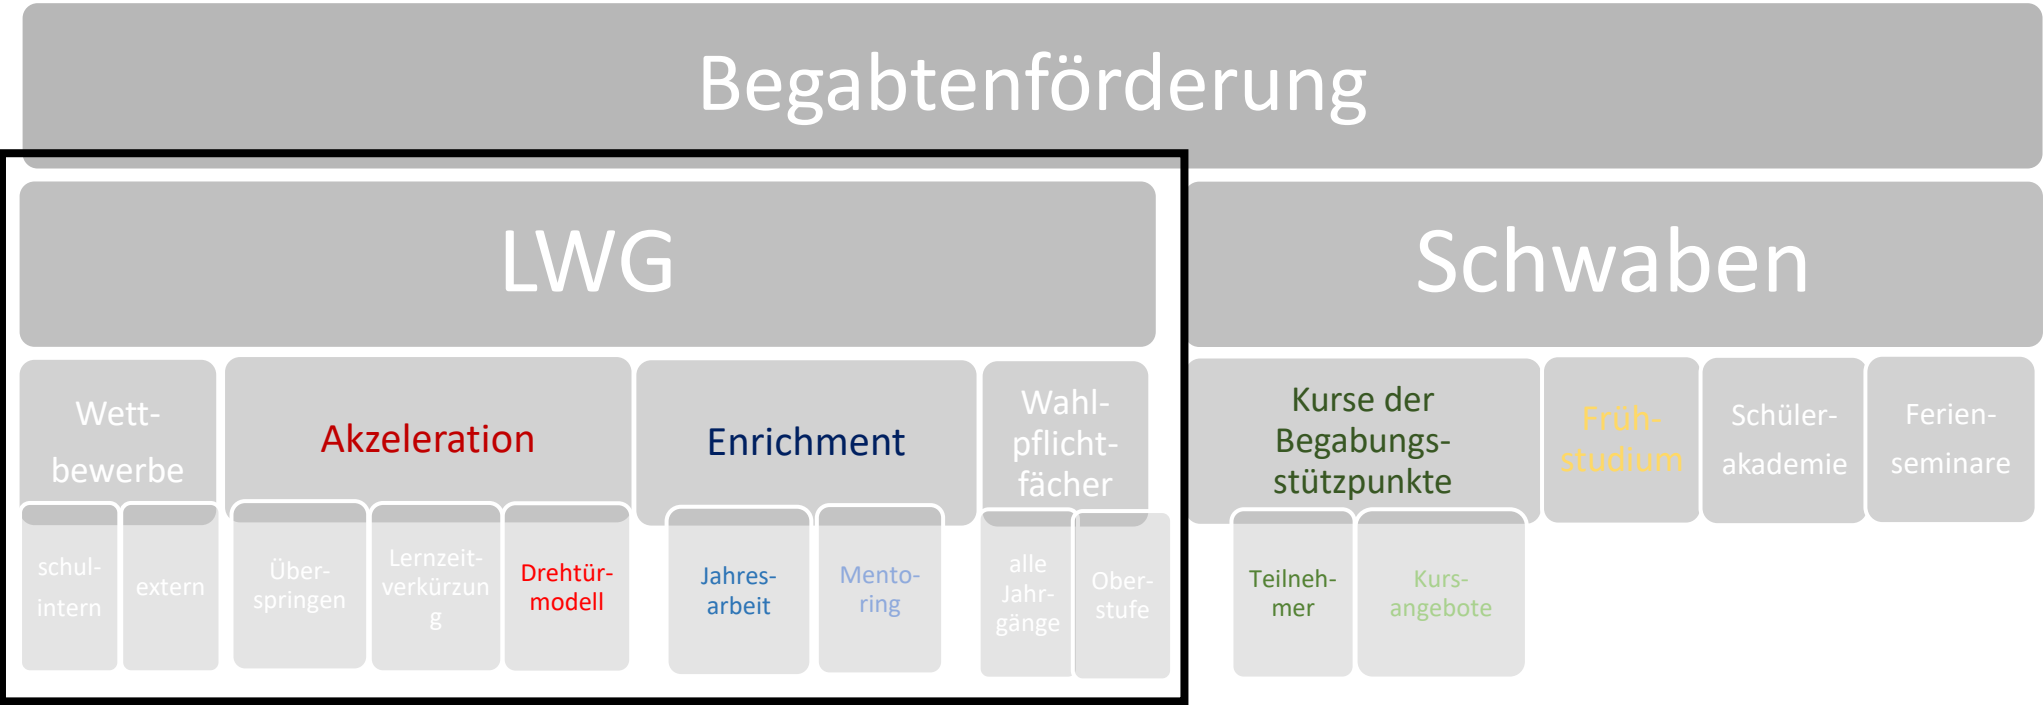 Begabtenförderung
LWG
Schwaben
Wett-
bewerbe
Akzeleration
Enrichment
Wahl-
pflicht-
fächer
Kurse der
Begabungs-
stützpunkte
Früh-
studium
Schüler-
akademie
Ferien-
seminare
schul-
intern
extern
Über-
springen
Lernzeit-
verkürzun
g
Drehtür-
modell
Jahres-
arbeit
Mento-
ring
alle
Jahr-
gänge
Ober-
stufe
Teilneh-
mer
Kurs-
angebote